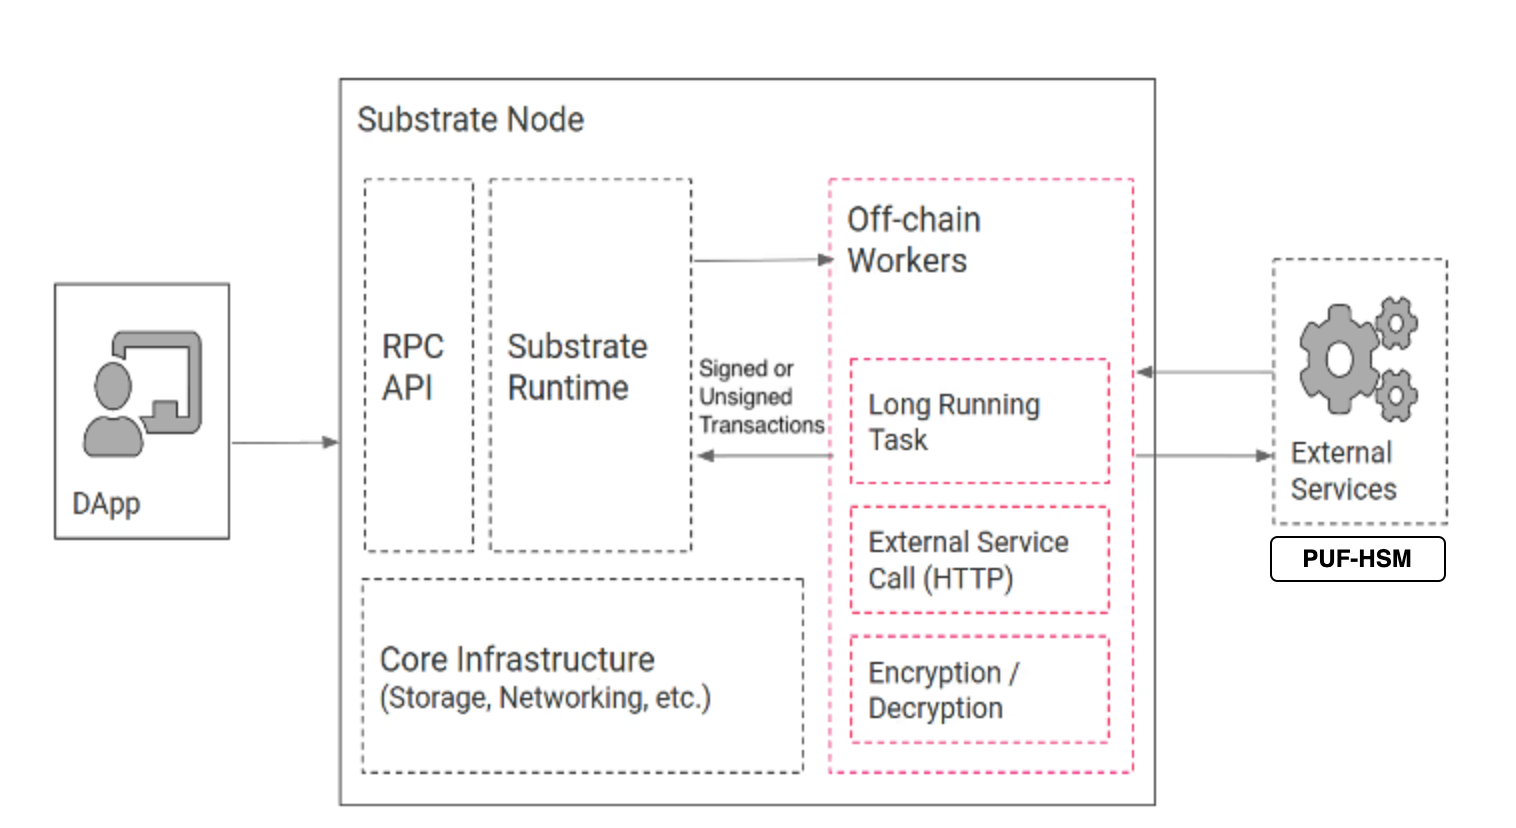 Substrate Node
DApp
RPC
API
Substrate
Runtime
Signed or
Unsigned
Transactions
Core Infrastructure
(Storage, Networking, etc.)
Off-chain
Workers
Long Running
Task
External Service
Call (HTTP)
Encryption /
Decryption
External
Services
PUF-HSM